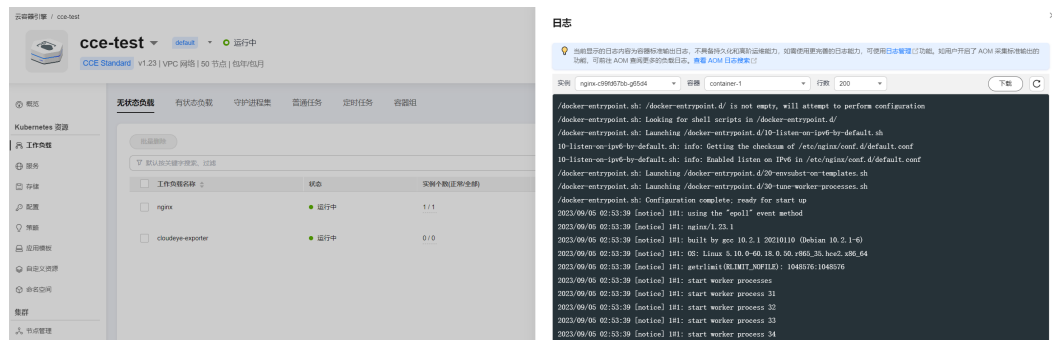 云容器引擎 / cce-test
cce-test
default
运行中
CCE Standard v1.23 | VPC 网络 | 50 节点 | 包年/包月
概览
Kubernetes 资源
工作负载
服务
存储
配置
策略
应用模板
自定义资源
命名空间
集群
节点管理
无状态负载 有状态负载 守护进程集 普通任务 定时任务 容器组
批量删除
默认按关键字搜索、过滤
工作负载名称 状态 实例个数(正常/全部)
nginx 运行中 1 / 1
cloudeye-exporter 运行中 0 / 0
日志
当前显示的日志内容为容器标准输出日志，不具备持久化和高阶运维能力，如需使用更完善的日志能力，可使用日志管理功能。如用户开启了 AOM 采集标准输出的
功能，可前往 AOM 查阅更多的负载日志。查看 AOM 日志搜索
实例 nginx-c99fd67bb-g65d4 容器 container-1 行数 200 下载
/docker-entrypoint.sh: /docker-entrypoint.d/ is not empty, will attempt to perform configuration
/docker-entrypoint.sh: Looking for shell scripts in /docker-entrypoint.d/
/docker-entrypoint.sh: Launching /docker-entrypoint.d/10-listen-on-ipv6-by-default.sh
10-listen-on-ipv6-by-default.sh: info: Getting the checksum of /etc/nginx/conf.d/default.conf
10-listen-on-ipv6-by-default.sh: info: Enabled listen on IPv6 in /etc/nginx/conf.d/default.conf
/docker-entrypoint.sh: Launching /docker-entrypoint.d/20-envsubst-on-templates.sh
/docker-entrypoint.sh: Launching /docker-entrypoint.d/30-tune-worker-processes.sh
/docker-entrypoint.sh: Configuration complete; ready for start up
2023/09/05 02:53:39 [notice] 1#1: using the "epoll" event method
2023/09/05 02:53:39 [notice] 1#1: nginx/1.23.1
2023/09/05 02:53:39 [notice] 1#1: built by gcc 10.2.1 20210110 (Debian 10.2.1-6)
2023/09/05 02:53:39 [notice] 1#1: OS: Linux 5.10.0-60.18.0.50.r865_35.hce2.x86_64
2023/09/05 02:53:39 [notice] 1#1: getrlimit(RLIMIT_NOFILE): 1048576:1048576
2023/09/05 02:53:39 [notice] 1#1: start worker processes
2023/09/05 02:53:39 [notice] 1#1: start worker process 31
2023/09/05 02:53:39 [notice] 1#1: start worker process 32
2023/09/05 02:53:39 [notice] 1#1: start worker process 33
2023/09/05 02:53:39 [notice] 1#1: start worker process 34